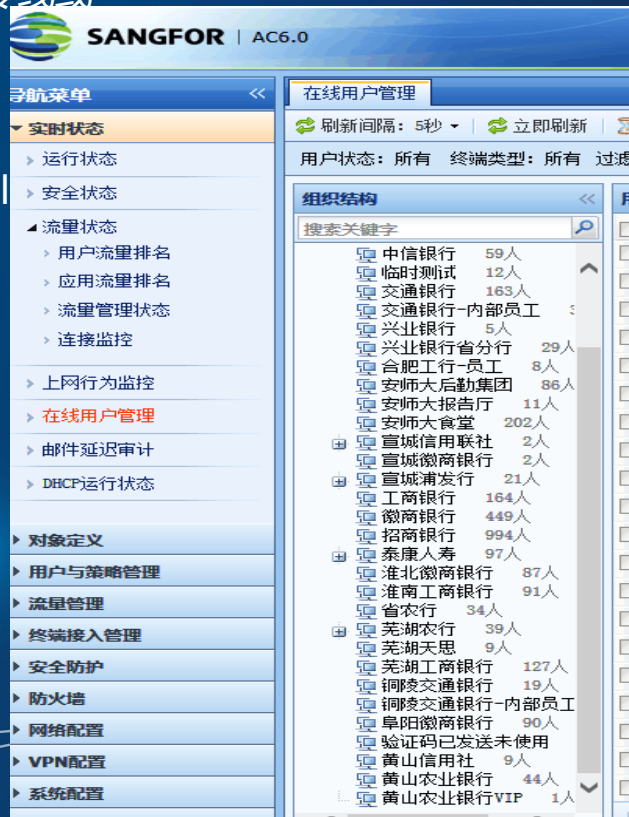 SANGFOR | AC6.0
导航菜单
在线用户管理
实时状态
刷新间隔：5秒
立即刷新
运行状态
用户状态：所有 终端类型：所有 过滤
安全状态
组织结构
流量状态
搜索关键字
用户流量排名
应用流量排名
流量管理状态
连接监控
上网行为监控
在线用户管理
邮件延迟审计
DHCP运行状态
对象定义
用户与策略管理
流量管理
终端接入管理
安全防护
防火墙
网络配置
VPN配置
系统配置
中信银行 59人
临时测试 12人
交通银行 163人
交通银行-内部员工
兴业银行 5人
兴业银行省分行 29人
合肥工行-员工 8人
安师大后勤集团 86人
安师大报告厅 11人
安师大食堂 202人
宣城信用联社 2人
宣城徽商银行 2人
宣城浦发行 21人
工商银行 164人
徽商银行 449人
招商银行 994人
泰康人寿 97人
淮北徽商银行 87人
淮南工商银行 91人
省农行 34人
芜湖农行 39人
芜湖天思 9人
芜湖工商银行 127人
铜陵交通银行 19人
铜陵交通银行-内部员工
阜阳徽商银行 90人
验证码已发送未使用
黄山信用社 9人
黄山农业银行 44人
黄山农业银行VIP 1人